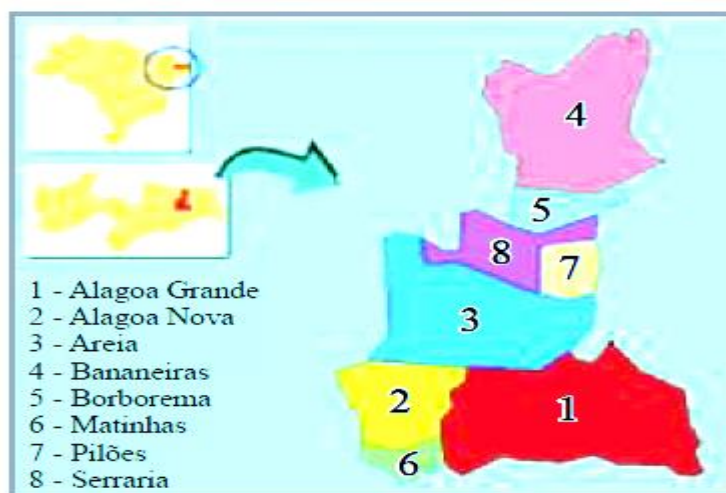 4
5
8
7
3
2
1
6
1 - Alagoa Grande
2 - Alagoa Nova
3 - Areia
4 - Bananeiras
5 - Borborema
6 - Matinhas
7 - Pilões
8 - Serraria